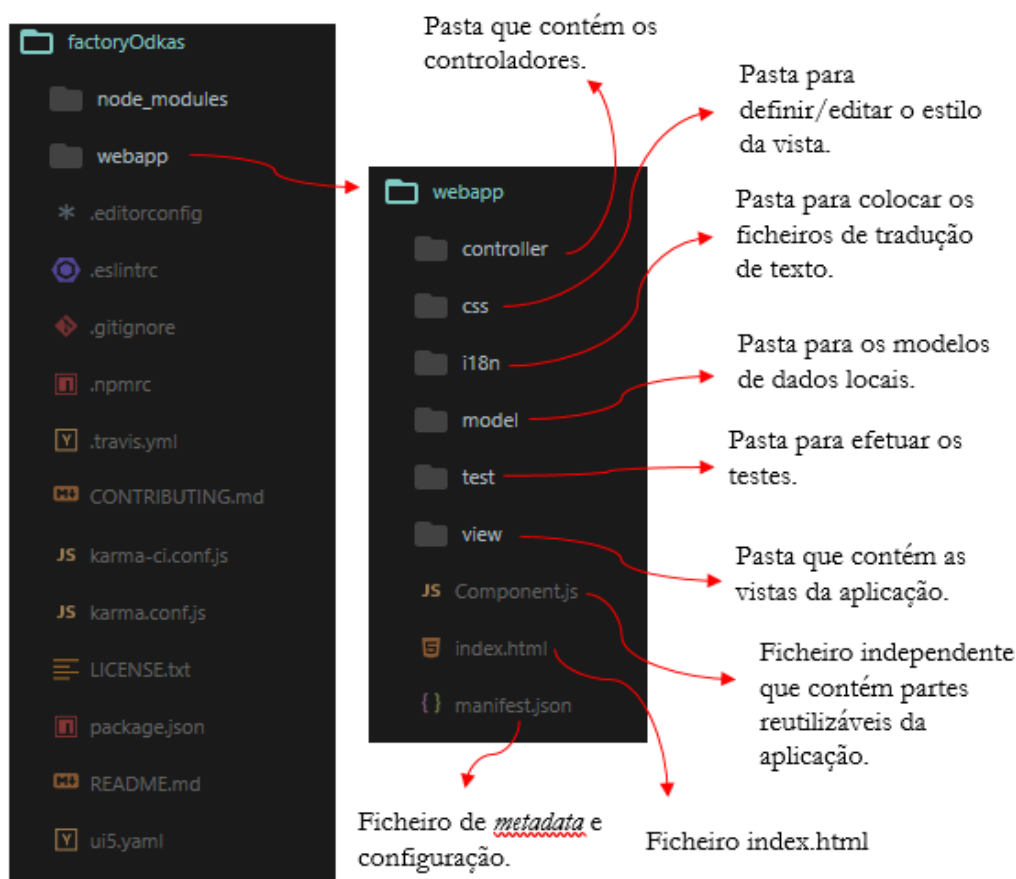 factoryOdkas
node_modules
webapp
.editorconfig
.eslintrc
.gitignore
.npmrc
.travis.yml
CONTRIBUTING.md
JS karma-ci.conf.js
JS karma.conf.js
LICENSE.txt
package.json
README.md
ui5.yaml
webapp
controller
css
i18n
model
test
view
JS Component.js
index.html
{ } manifest.json
Pasta que contém os
controladores.
Pasta para
definir/editar o estilo
da vista.
Pasta para colocar os
ficheiros de tradução
de texto.
Pasta para os modelos
de dados locais.
Pasta para efetuar os
testes.
Pasta que contém as
vistas da aplicação.
Ficheiro independente
que contém partes
reutilizáveis da
aplicação.
Ficheiro de metadata e
configuração.
Ficheiro index.html